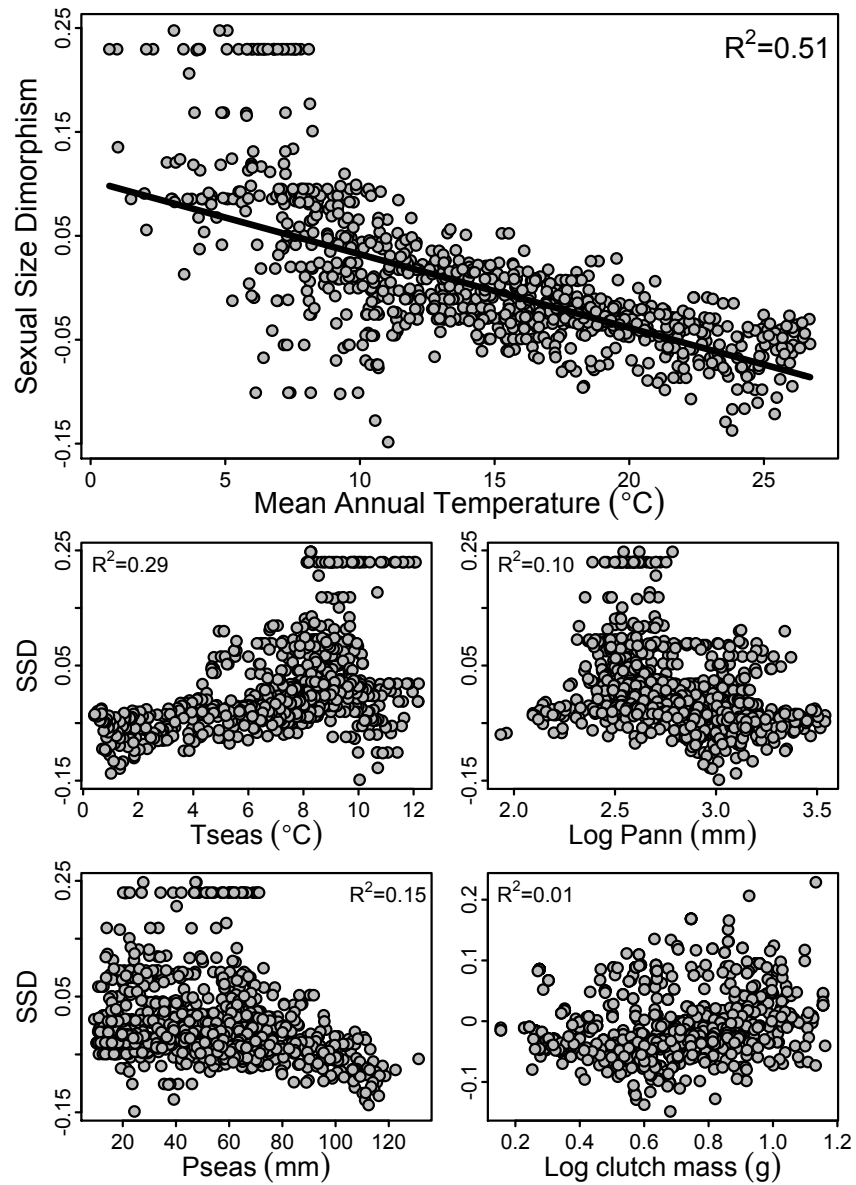 R²=0.51
Sexual Size Dimorphism
0.25
0.15
0.05
-0.05
-0.15
0 5 10 15 20 25
Mean Annual Temperature (°C)
R²=0.29
SSD
0.25
0.05
-0.15
0 2 4 6 8 10 12
Tseas (°C)
R²=0.10
0.25
0.05
-0.15
2.0 2.5 3.0 3.5
Log Pann (mm)
R²=0.15
SSD
0.25
0.05
-0.15
20 40 60 80 100 120
Pseas (mm)
R²=0.01
0.2
0.1
0
-0.1
0.2 0.4 0.6 0.8 1.0 1.2
Log clutch mass (g)